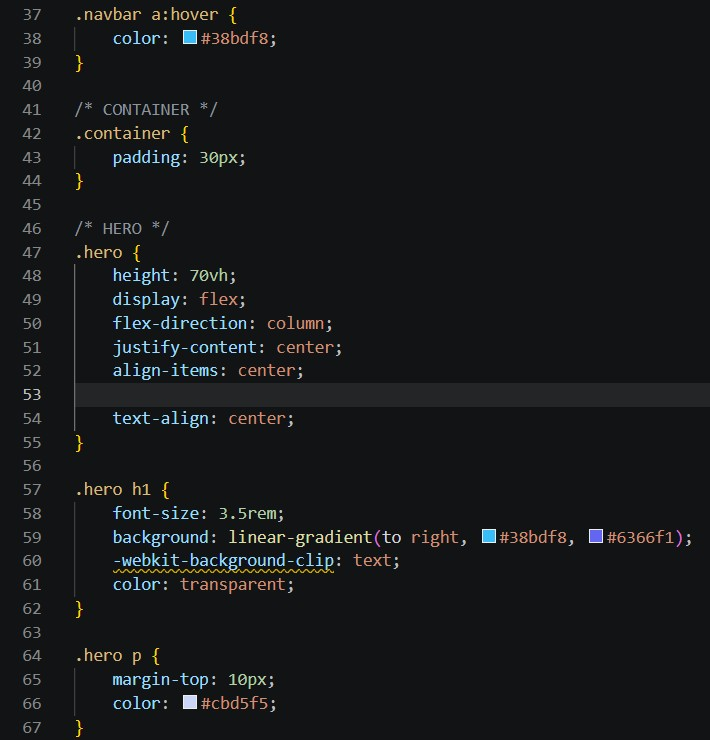 37 .navbar a:hover {
38     color: #38bdf8;
39 }
40
41 /* CONTAINER */
42 .container {
43     padding: 30px;
44 }
45
46 /* HERO */
47 .hero {
48     height: 70vh;
49     display: flex;
50     flex-direction: column;
51     justify-content: center;
52     align-items: center;
53
54     text-align: center;
55 }
56
57 .hero h1 {
58     font-size: 3.5rem;
59     background: linear-gradient(to right, #38bdf8, #6366f1);
60     -webkit-background-clip: text;
61     color: transparent;
62 }
63
64 .hero p {
65     margin-top: 10px;
66     color: #cbd5f5;
67 }